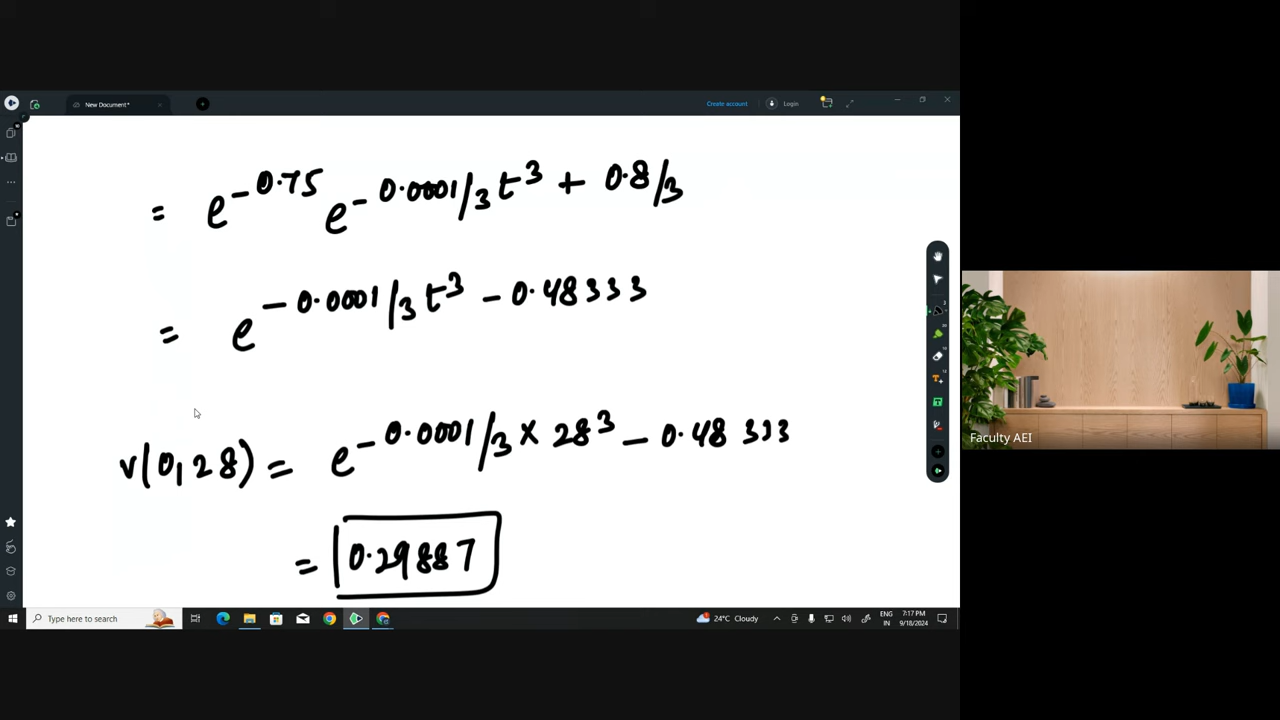 New Document*
Create account
Login
= e^-0.75 e^-0.0001/3 t^3 + 0.8/3
= e^-0.0001/3 t^3 - 0.48333
v(0,28) = e^-0.0001/3 × 28^3 - 0.48333
= 0.29887
Faculty AEI
Type here to search
24°C Cloudy
ENG
IN
7:17 PM
9/18/2024